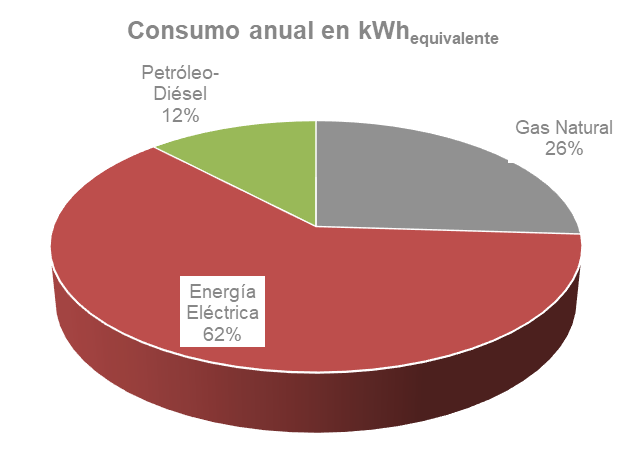 Consumo anual en kWhequivalente
Petróleo-
Diésel
12%
Gas Natural
26%
Energía
Eléctrica
62%